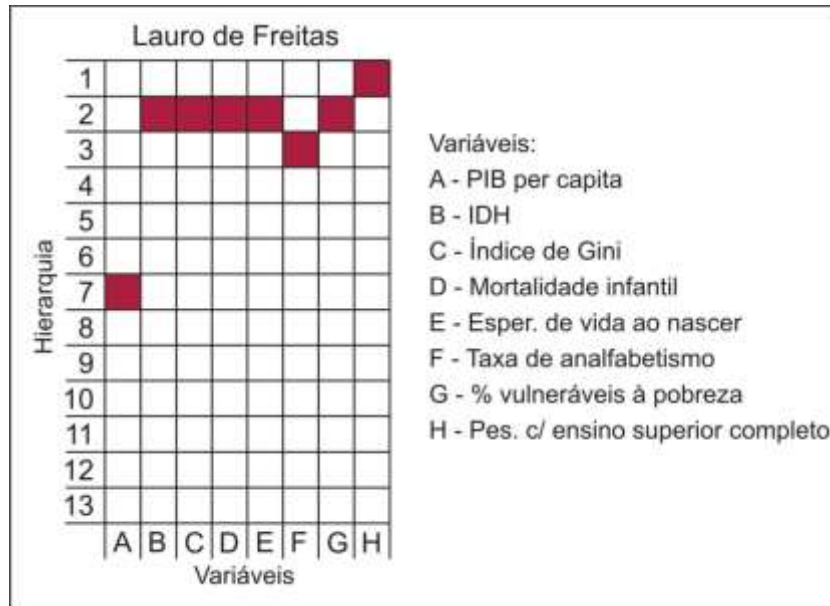 Lauro de Freitas
Hierarquia
1
2
3
4
5
6
7
8
9
10
11
12
13
A B C D E F G H
Variáveis
Variáveis:
A - PIB per capita
B - IDH
C - Índice de Gini
D - Mortalidade infantil
E - Esper. de vida ao nascer
F - Taxa de analfabetismo
G - % vulneráveis à pobreza
H - Pes. c/ ensino superior completo